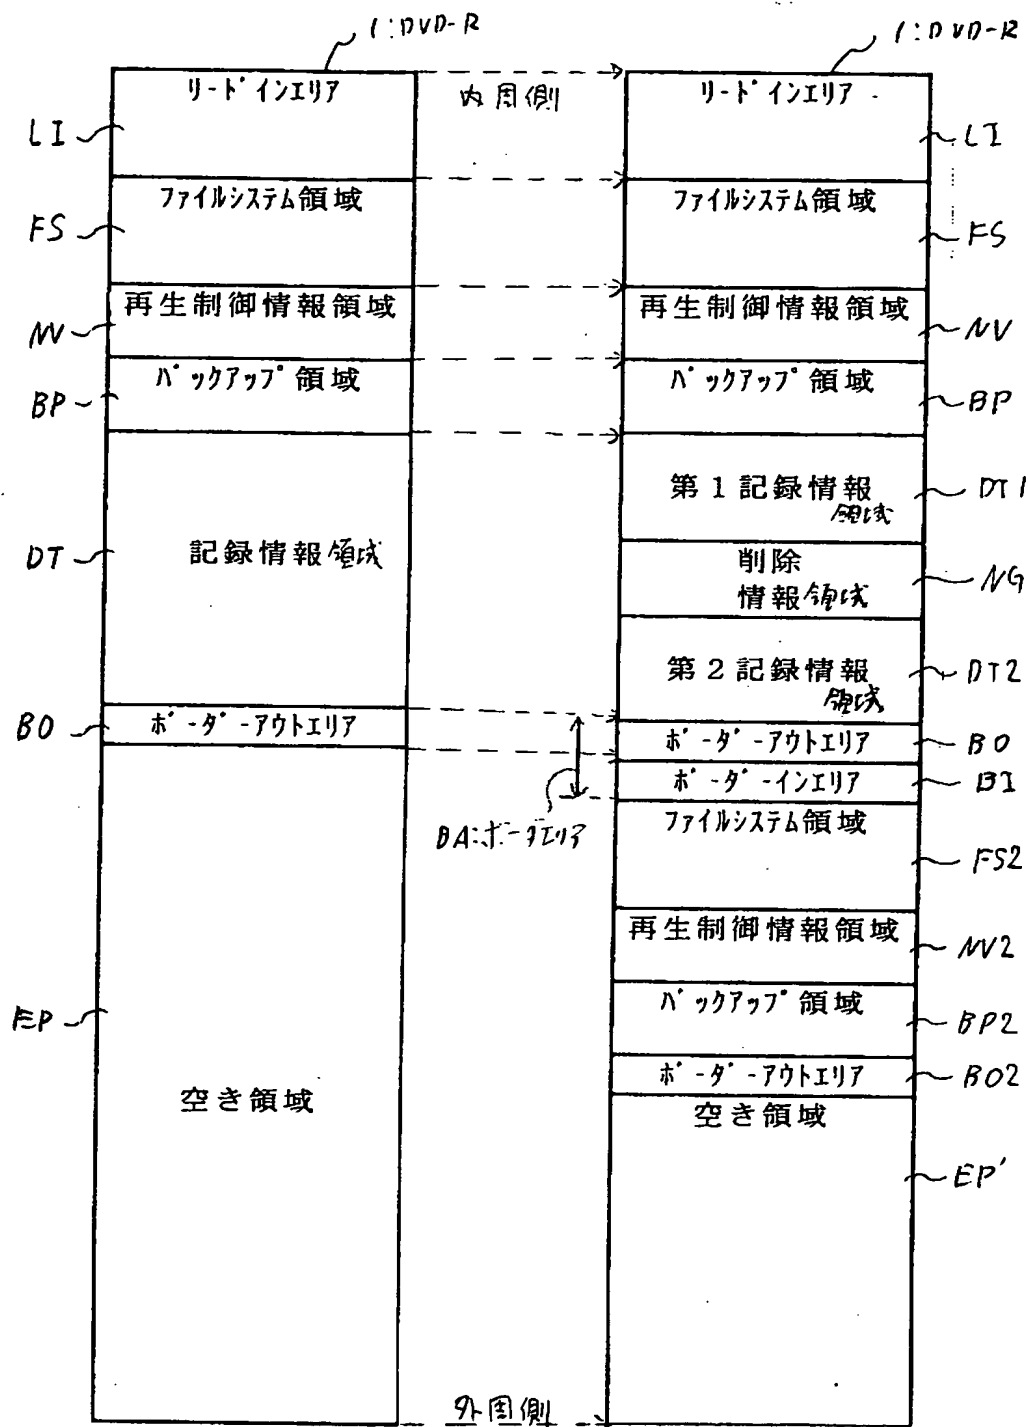 1:DVD-R
リードインエリア
LI
ファイルシステム領域
FS
再生制御情報領域
NV
バックアップ領域
BP
記録情報領域
DT
ボーダーアウトエリア
BO
空き領域
EP
内周側
BA:ボーダエリア
外周側
1:DVD-R
リードインエリア
LI
ファイルシステム領域
FS
再生制御情報領域
NV
バックアップ領域
BP
第1記録情報
領域
DT1
削除
情報領域
NG
第2記録情報
領域
DT2
ボーダーアウトエリア
BO
ボーダーインエリア
BI
ファイルシステム領域
FS2
再生制御情報領域
NV2
バックアップ領域
BP2
ボーダーアウトエリア
BO2
空き領域
EP'